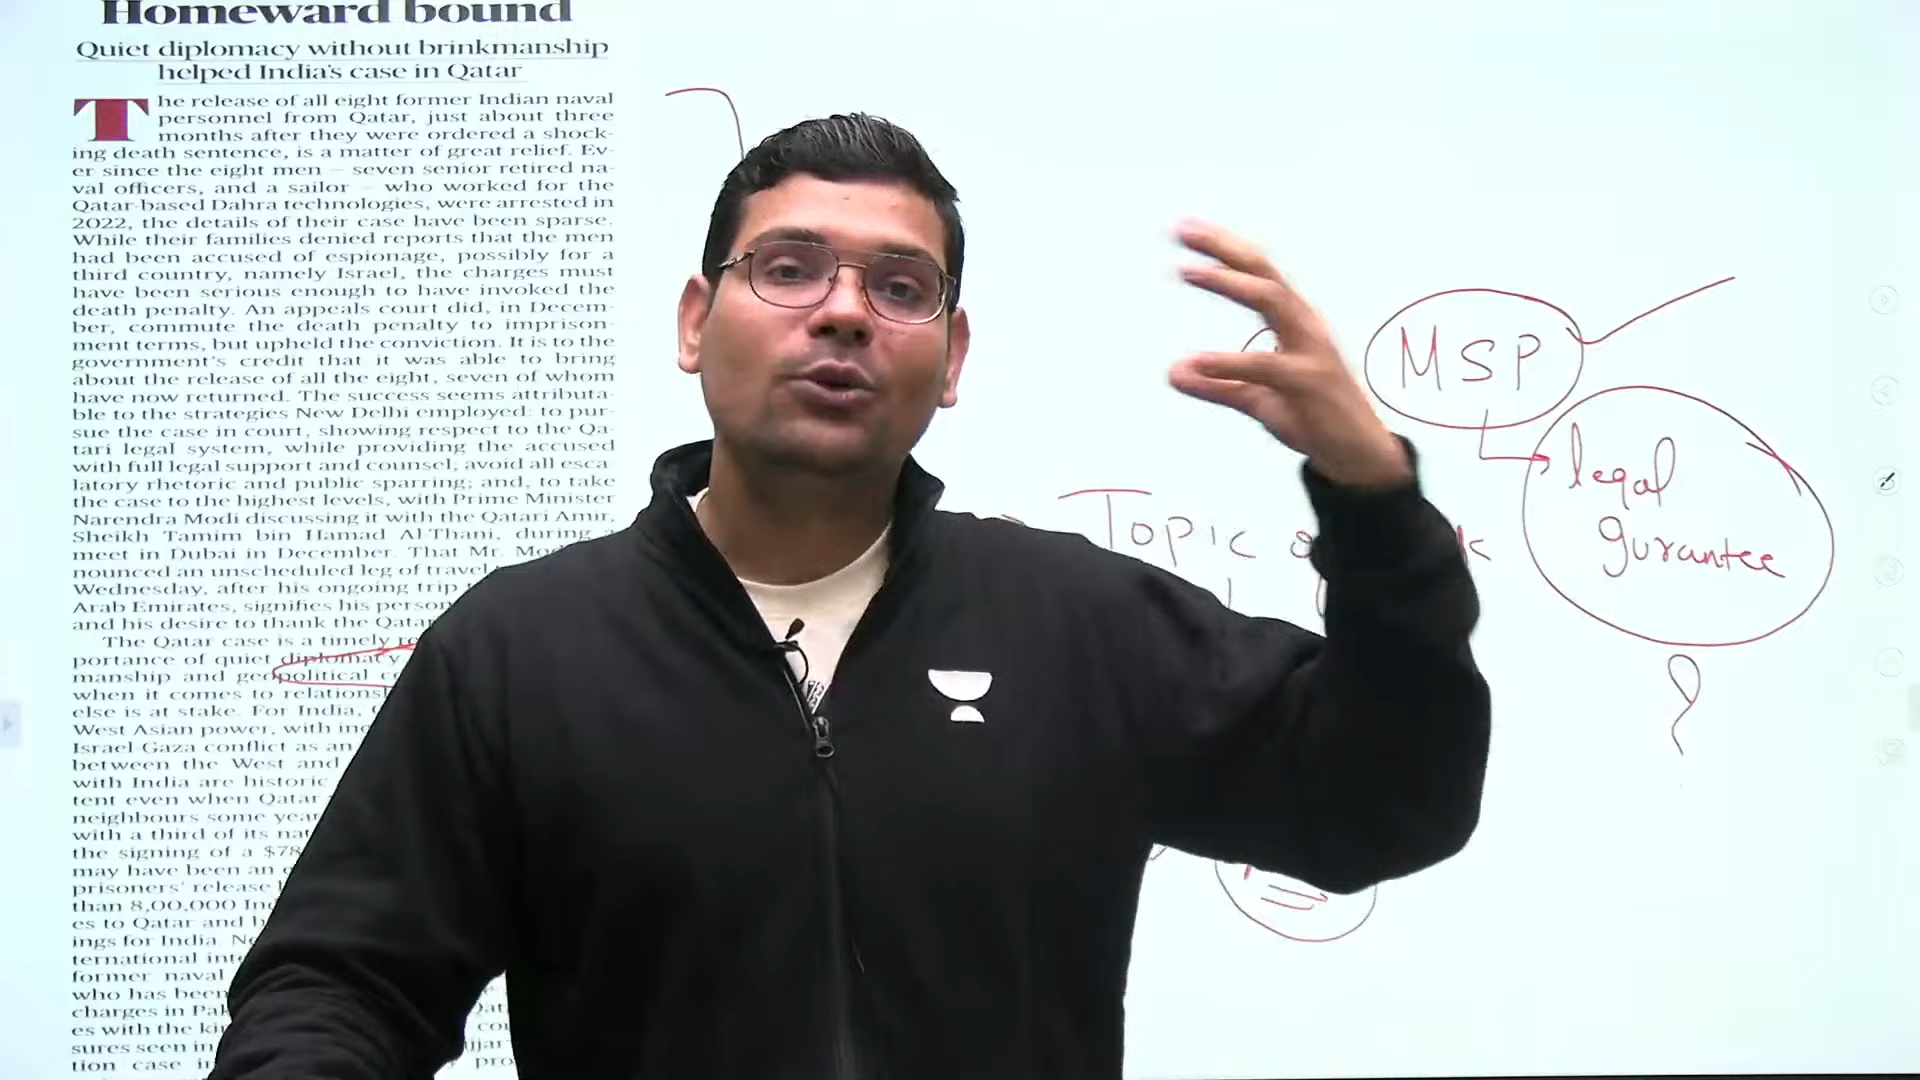 Homeward bound
Quiet diplomacy without brinkmanship
helped India's case in Qatar
The release of all eight former Indian naval
personnel from Qatar, just about three
months after they were ordered a shock-
ing death sentence, is a matter of great relief. Ev-
er since the eight men – seven senior retired na-
val officers, and a sailor – who worked for the
Qatar-based Dahra technologies, were arrested in
2022, the details of their case have been sparse.
While their families denied reports that the men
had been accused of espionage, possibly for a
third country, namely Israel, the charges must
have been serious enough to have invoked the
death penalty. An appeals court did, in Decem-
ber, commute the death penalty to imprison-
ment terms, but upheld the conviction. It is to the
government's credit that it was able to bring
about the release of all the eight, seven of whom
have now returned. The success seems attributa-
ble to the strategies New Delhi employed: to pur-
sue the case in court, showing respect to the Qa-
tari legal system, while providing the accused
with full legal support and counsel; avoid all esca-
latory rhetoric and public sparring; and, to take
the case to the highest levels, with Prime Minister
Narendra Modi discussing it with the Qatari Amir,
Sheikh Tamim bin Hamad Al-Thani, during a
meet in Dubai in December. That Mr.
nounced an unscheduled leg of travel
Wednesday, after his ongoing trip
Arab Emirates, signifies his
and his desire to thank the
The Qatar case is a timely
portance of quiet diplomacy
manship and geopolitical
when it comes to
else is at stake. For India,
West Asian power, with
Israel-Gaza conflict as an
between the West and
with India are historic
tent even when Qatar
neighbours some
with a third of its
the signing of a
may have been an
prisoners' release
than 8,00,000
es to Qatar and
ings for India.
ternational
former naval
who has been
charges in
es with the
sures seen in
tion case
MSP
legal
gurantee
Topic